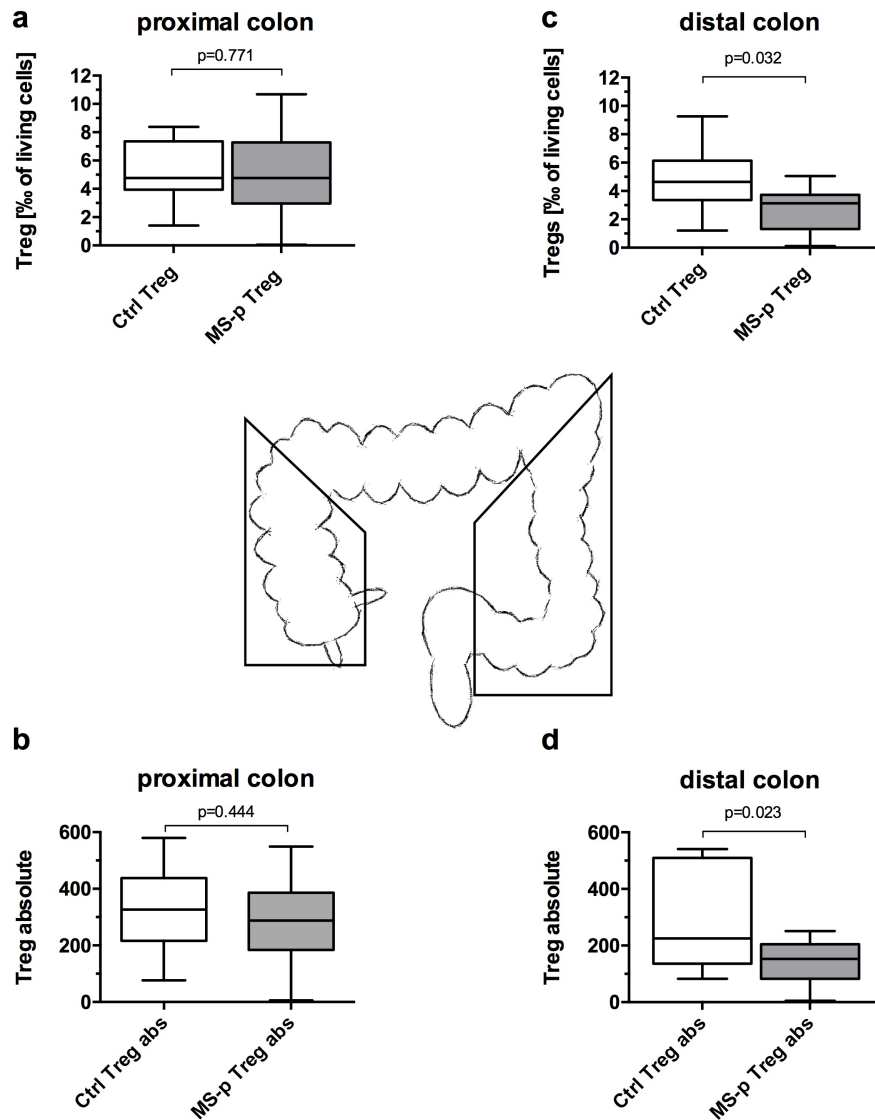 a
proximal colon
p=0.771
Treg [‰ of living cells]
12
10
8
6
4
2
0
Ctrl Treg
MS-p Treg
c
distal colon
p=0.032
Tregs [‰ of living cells]
12
10
8
6
4
2
0
Ctrl Treg
MS-p Treg
b
proximal colon
p=0.444
Treg absolute
600
400
200
0
Ctrl Treg abs
MS-p Treg abs
d
distal colon
p=0.023
Treg absolute
600
400
200
0
Ctrl Treg abs
MS-p Treg abs